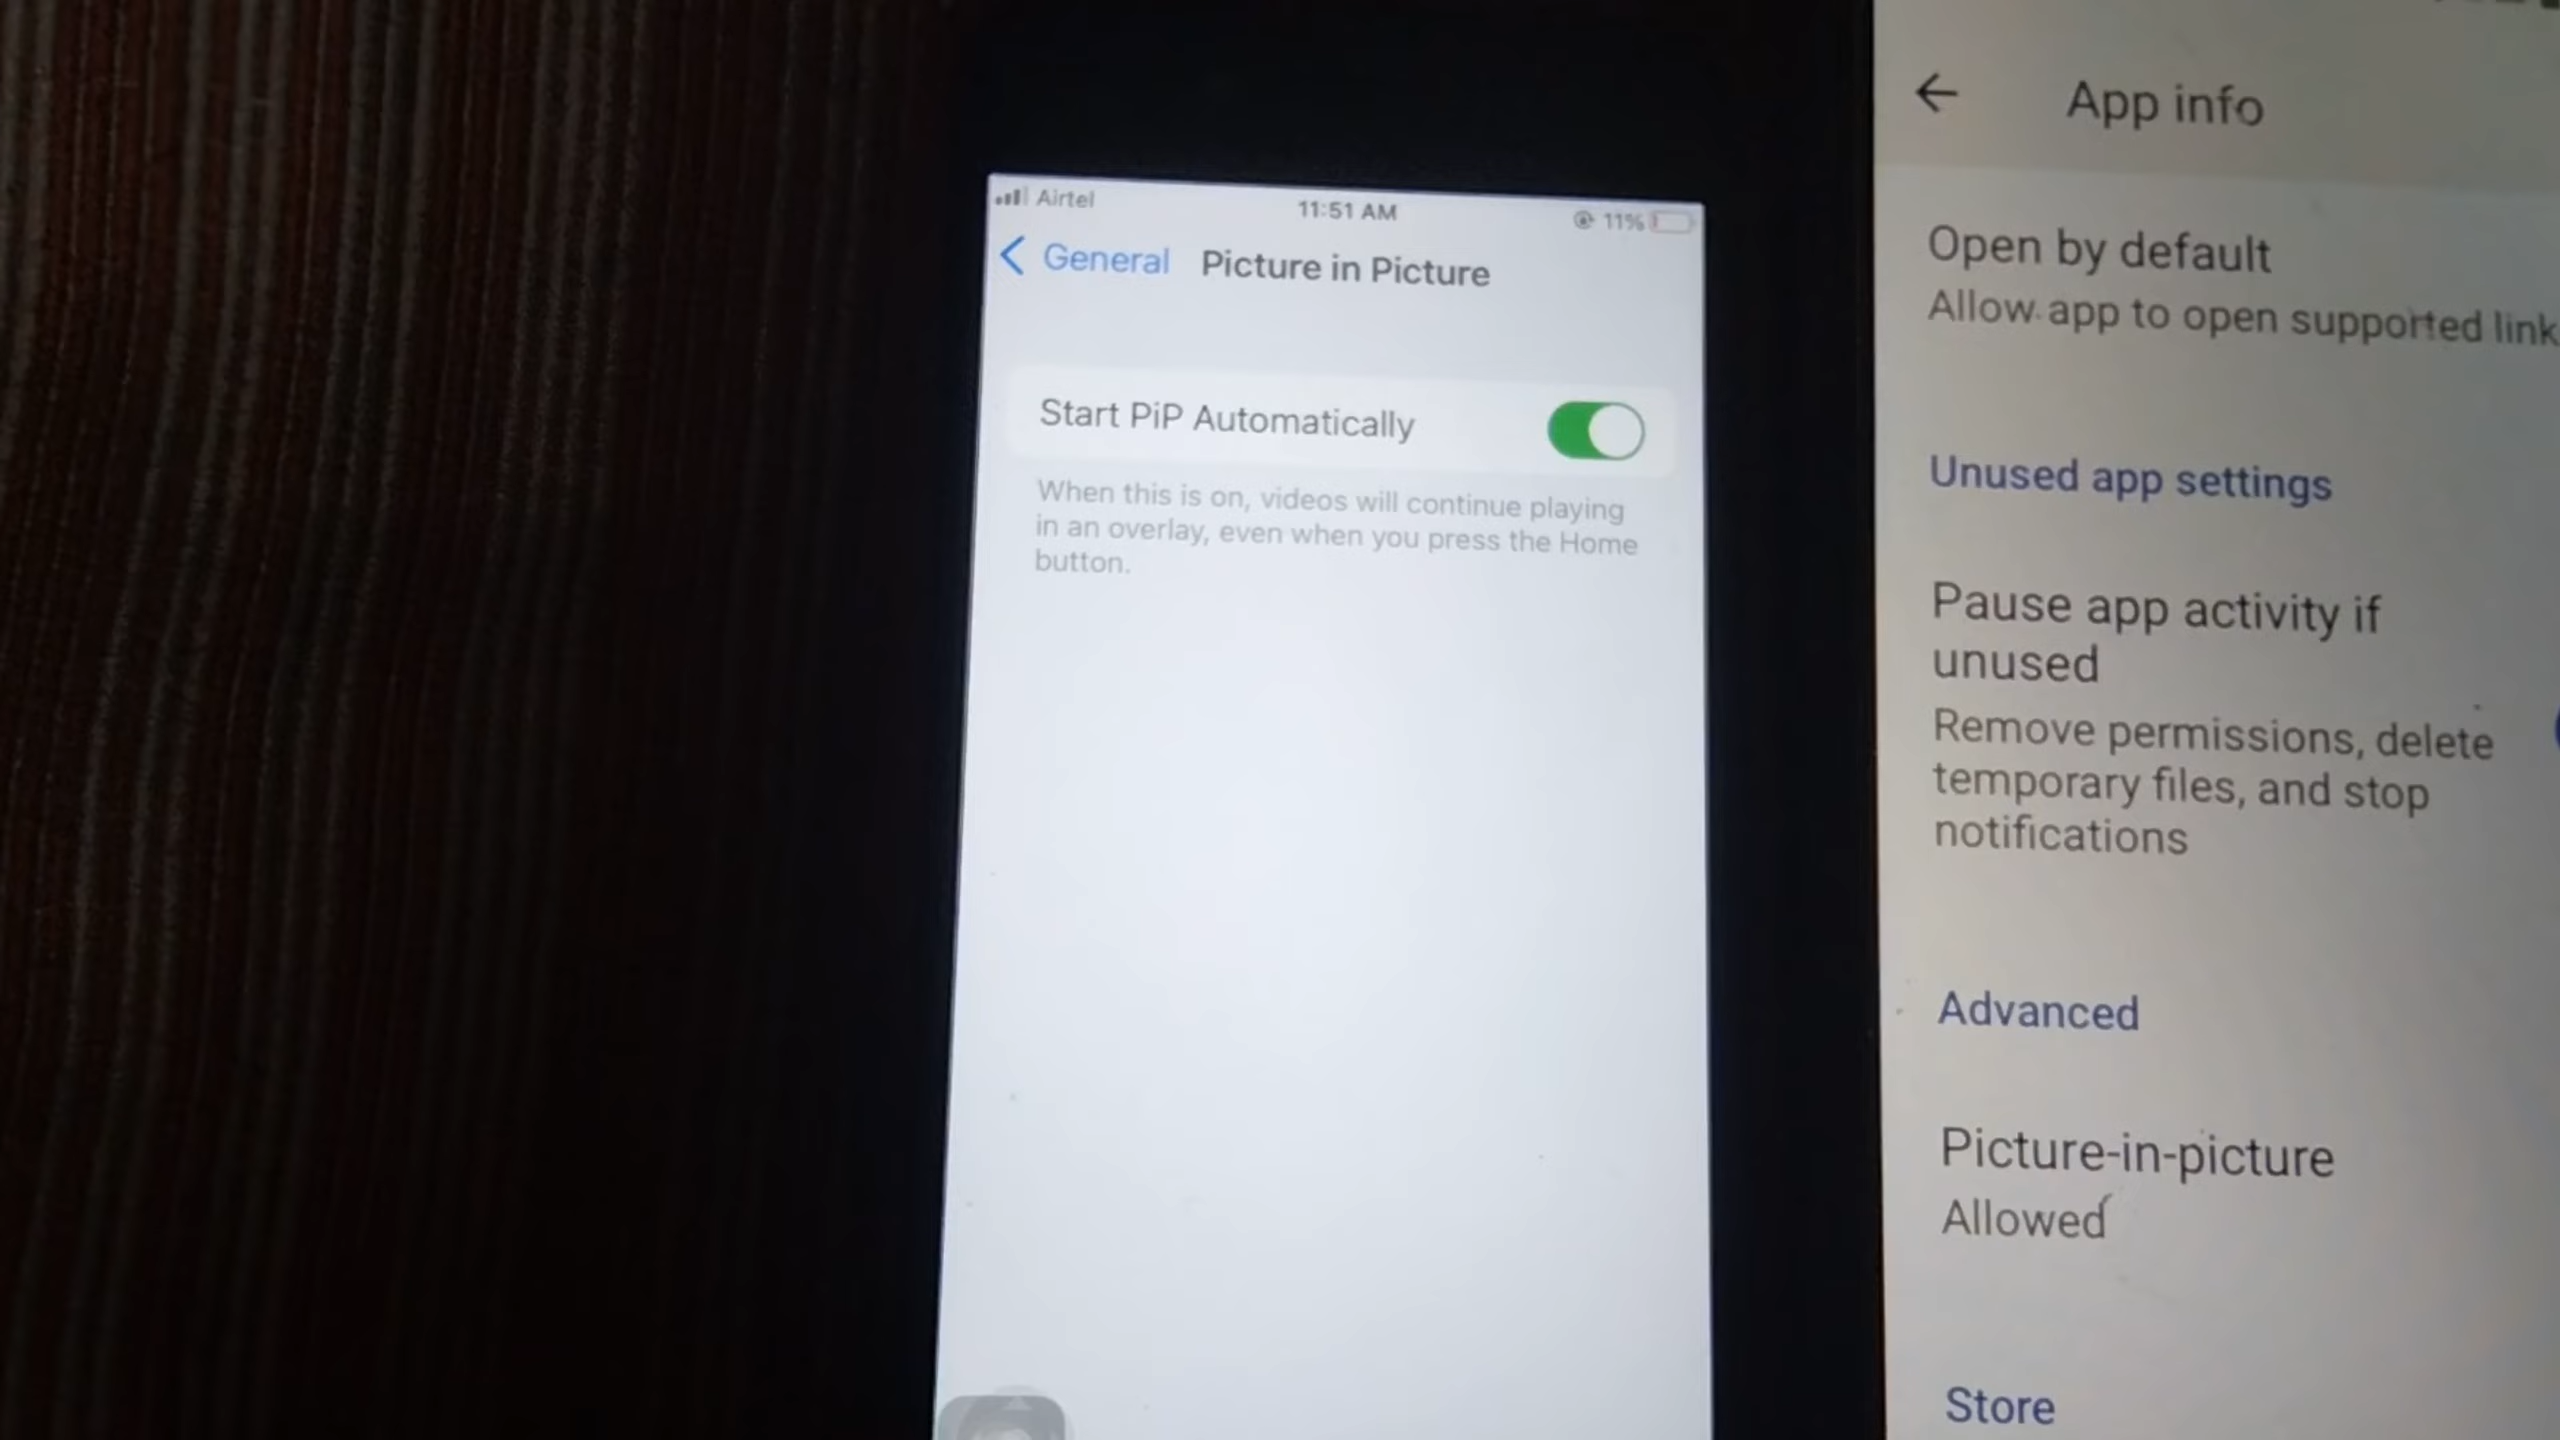 Airtel
11:51 AM
11%
General
Picture in Picture
Start PiP Automatically
When this is on, videos will continue playing
in an overlay, even when you press the Home
button.
App info
Open by default
Allow app to open supported link
Unused app settings
Pause app activity if
unused
Remove permissions, delete
temporary files, and stop
notifications
Advanced
Picture-in-picture
Allowed
Store